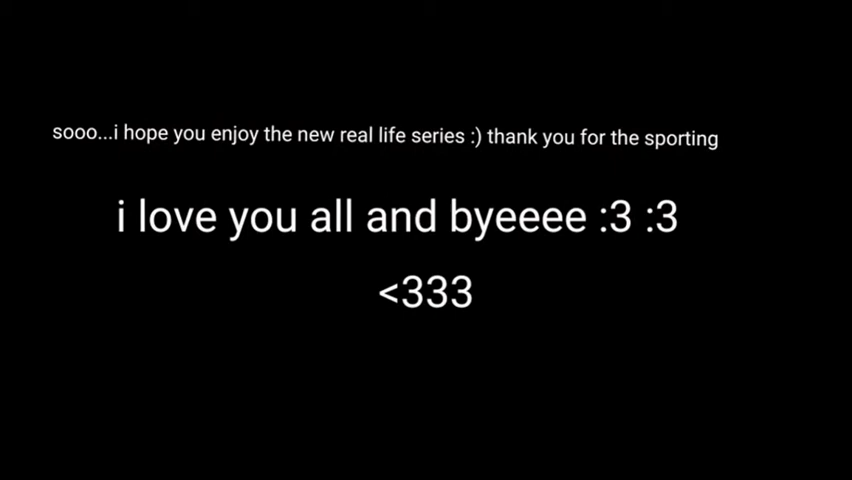 sooo...i hope you enjoy the new real life series :) thank you for the sporting
i love you all and byeeee :3 :3
<333